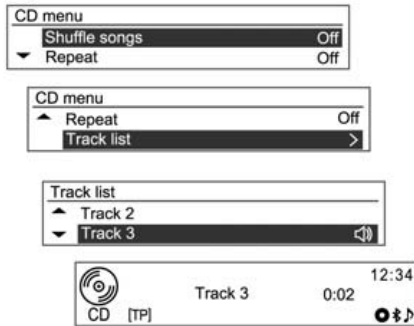 CD menu
Shuffle songs Off
Repeat Off
CD menu
Repeat Off
Track list >
Track list
Track 2
Track 3
12:34
Track 3 0:02
CD [TP]